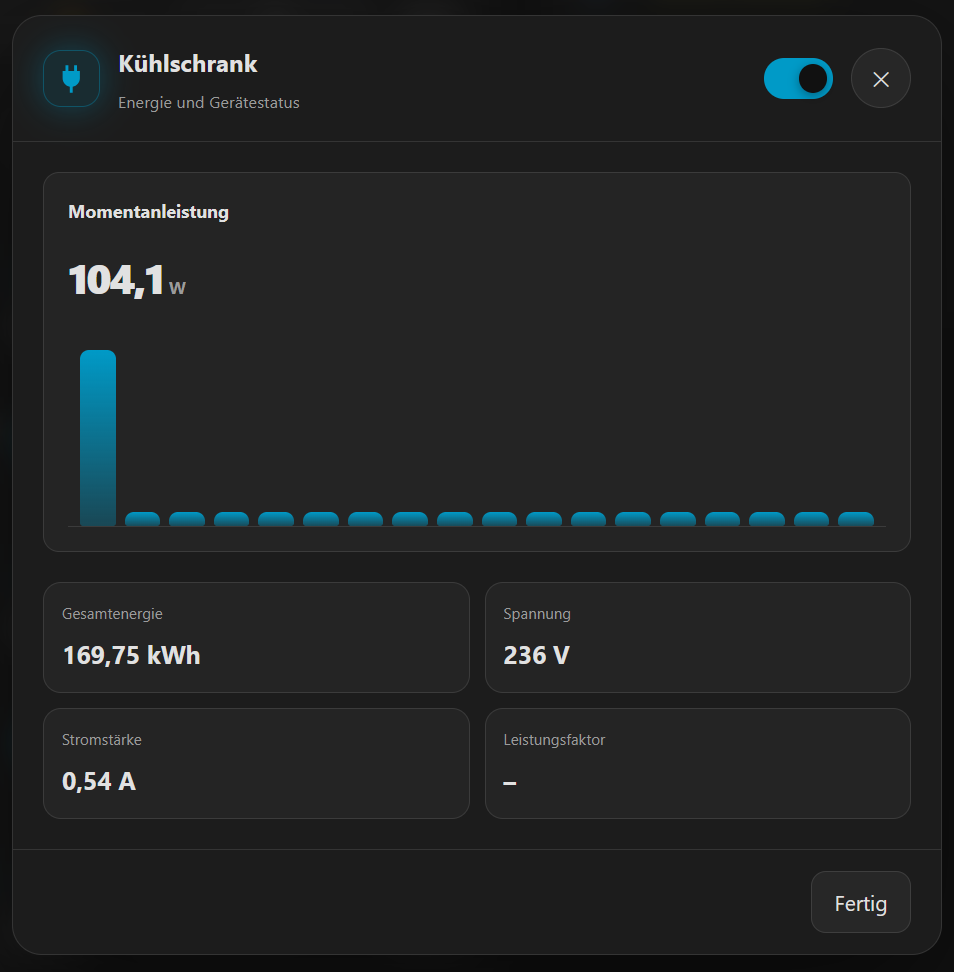 Kühlschrank
Energie und Gerätestatus
Momentanleistung
104,1 W
Gesamtenergie
169,75 kWh
Spannung
236 V
Stromstärke
0,54 A
Leistungsfaktor
–
Fertig